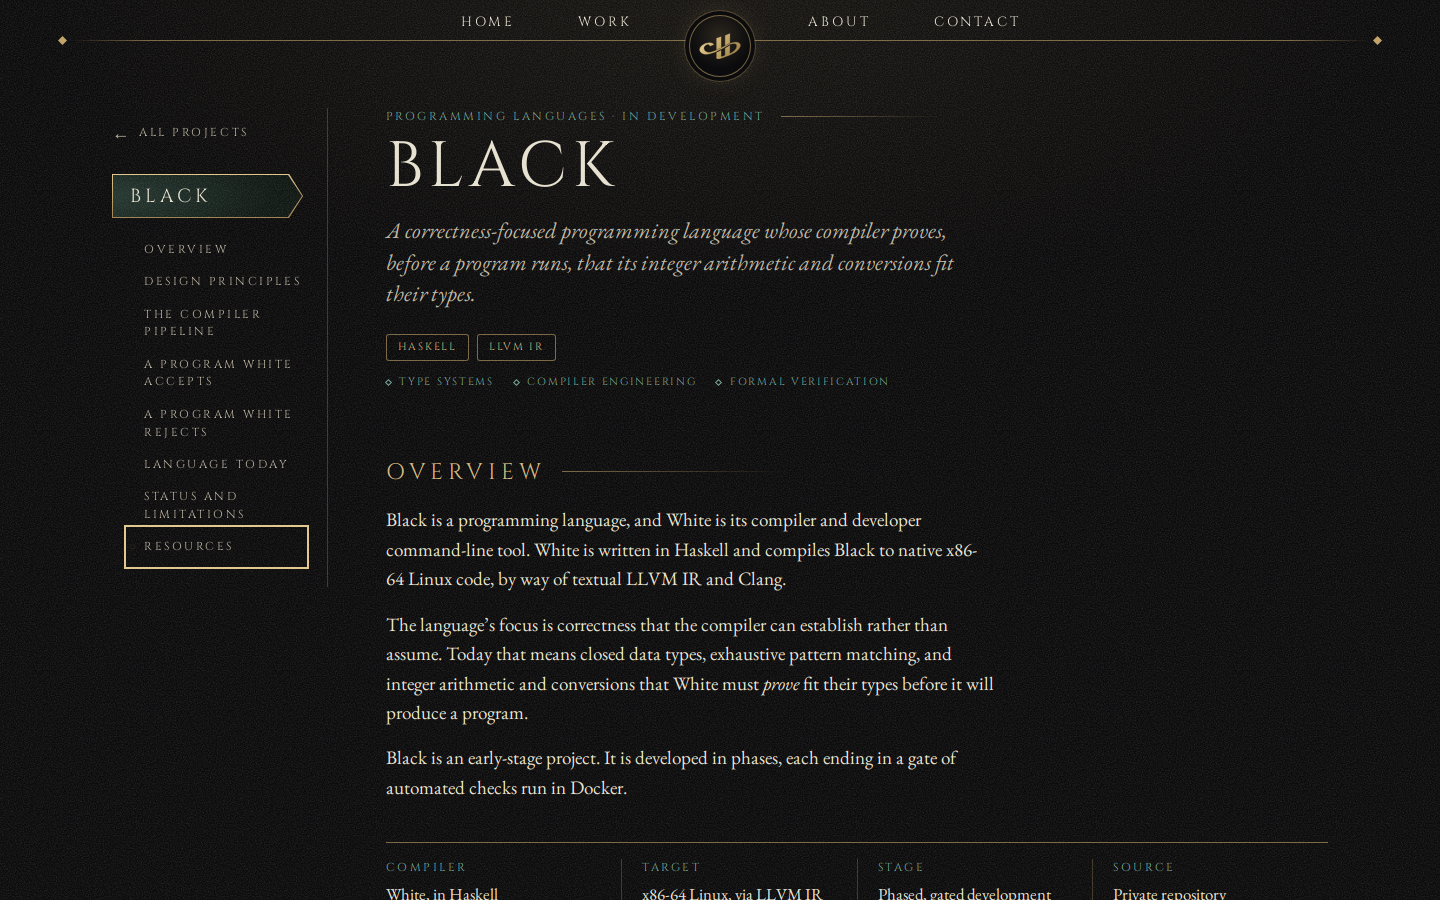 HOME WORK ABOUT CONTACT
← ALL PROJECTS
BLACK
OVERVIEW
DESIGN PRINCIPLES
THE COMPILER
PIPELINE
A PROGRAM WHITE
ACCEPTS
A PROGRAM WHITE
REJECTS
LANGUAGE TODAY
STATUS AND
LIMITATIONS
RESOURCES
PROGRAMMING LANGUAGES · IN DEVELOPMENT
BLACK
A correctness-focused programming language whose compiler proves,
before a program runs, that its integer arithmetic and conversions fit
their types.
HASKELL LLVM IR
TYPE SYSTEMS COMPILER ENGINEERING FORMAL VERIFICATION
OVERVIEW
Black is a programming language, and White is its compiler and developer
command-line tool. White is written in Haskell and compiles Black to native x86-
64 Linux code, by way of textual LLVM IR and Clang.
The language’s focus is correctness that the compiler can establish rather than
assume. Today that means closed data types, exhaustive pattern matching, and
integer arithmetic and conversions that White must prove fit their types before it will
produce a program.
Black is an early-stage project. It is developed in phases, each ending in a gate of
automated checks run in Docker.
COMPILER TARGET STAGE SOURCE
White, in Haskell x86-64 Linux, via LLVM IR Phased, gated development Private repository